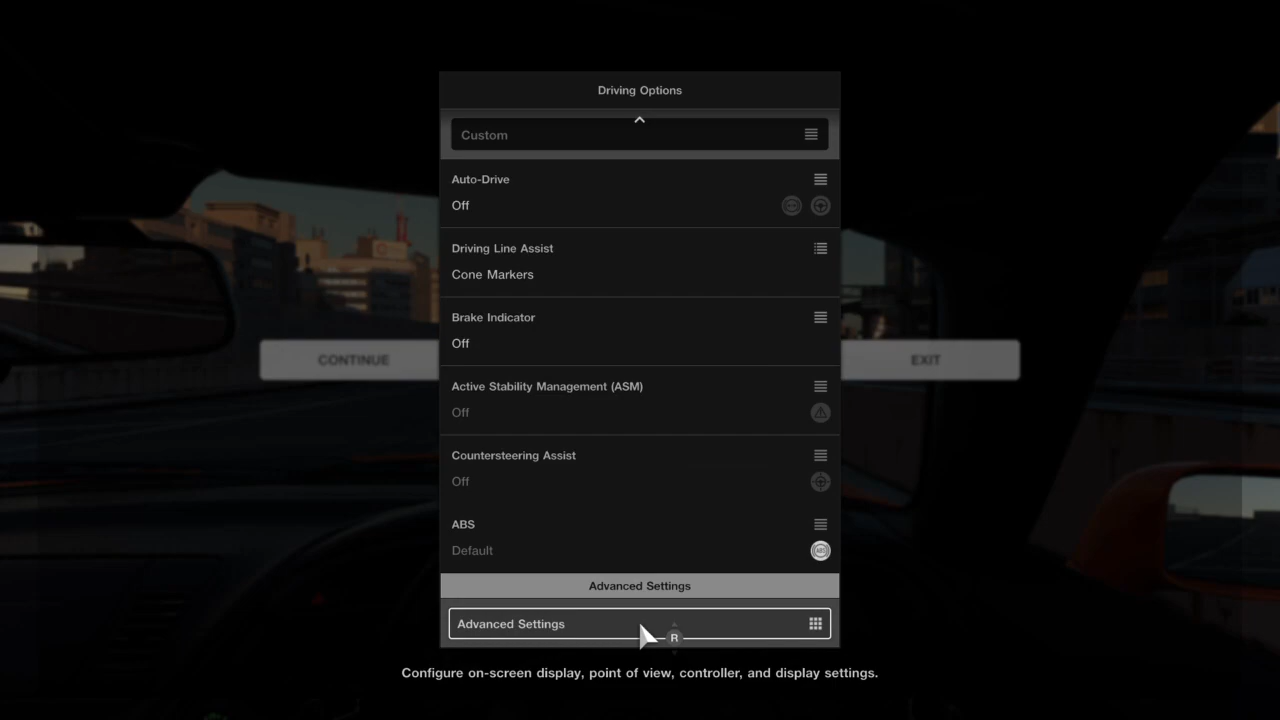 Driving Options
Custom
Auto-Drive
Off
Driving Line Assist
Cone Markers
Brake Indicator
Off
CONTINUE
EXIT
Active Stability Management (ASM)
Off
Countersteering Assist
Off
ABS
Default
Advanced Settings
Advanced Settings
R
Configure on-screen display, point of view, controller, and display settings.